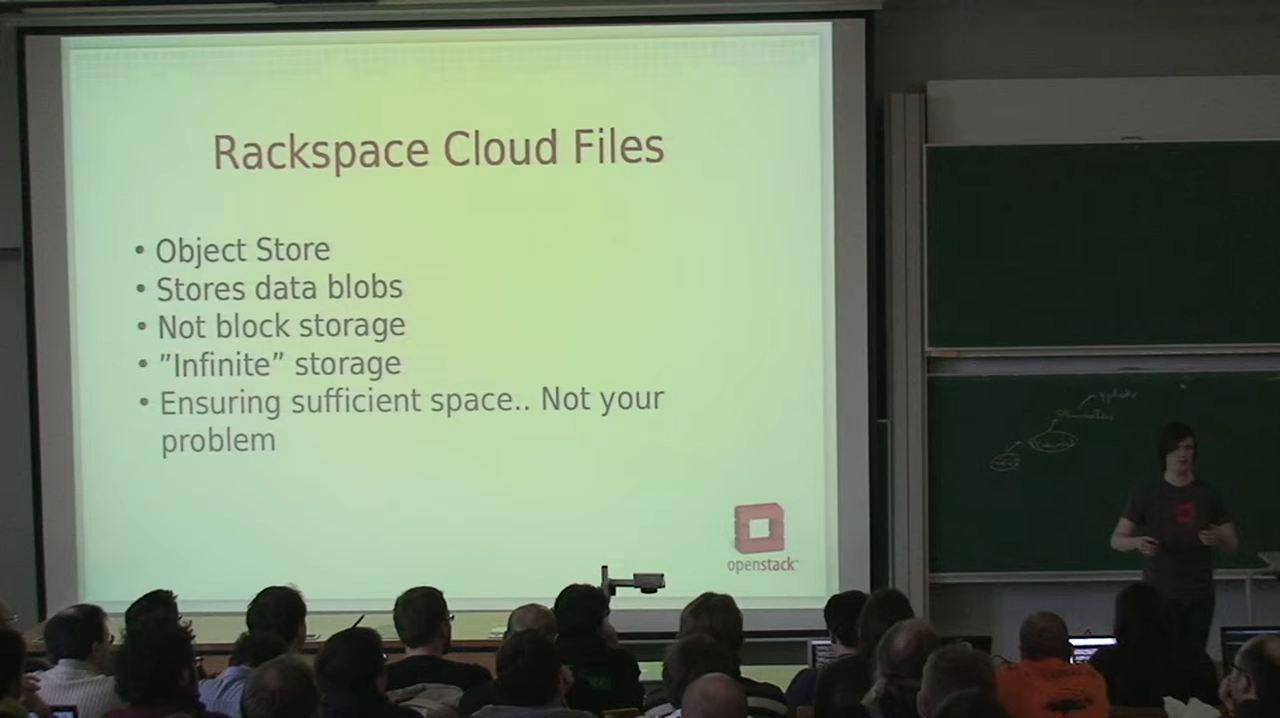 Rackspace Cloud Files
• Object Store
• Stores data blobs
• Not block storage
• ”Infinite” storage
• Ensuring sufficient space.. Not your
problem
openstack™